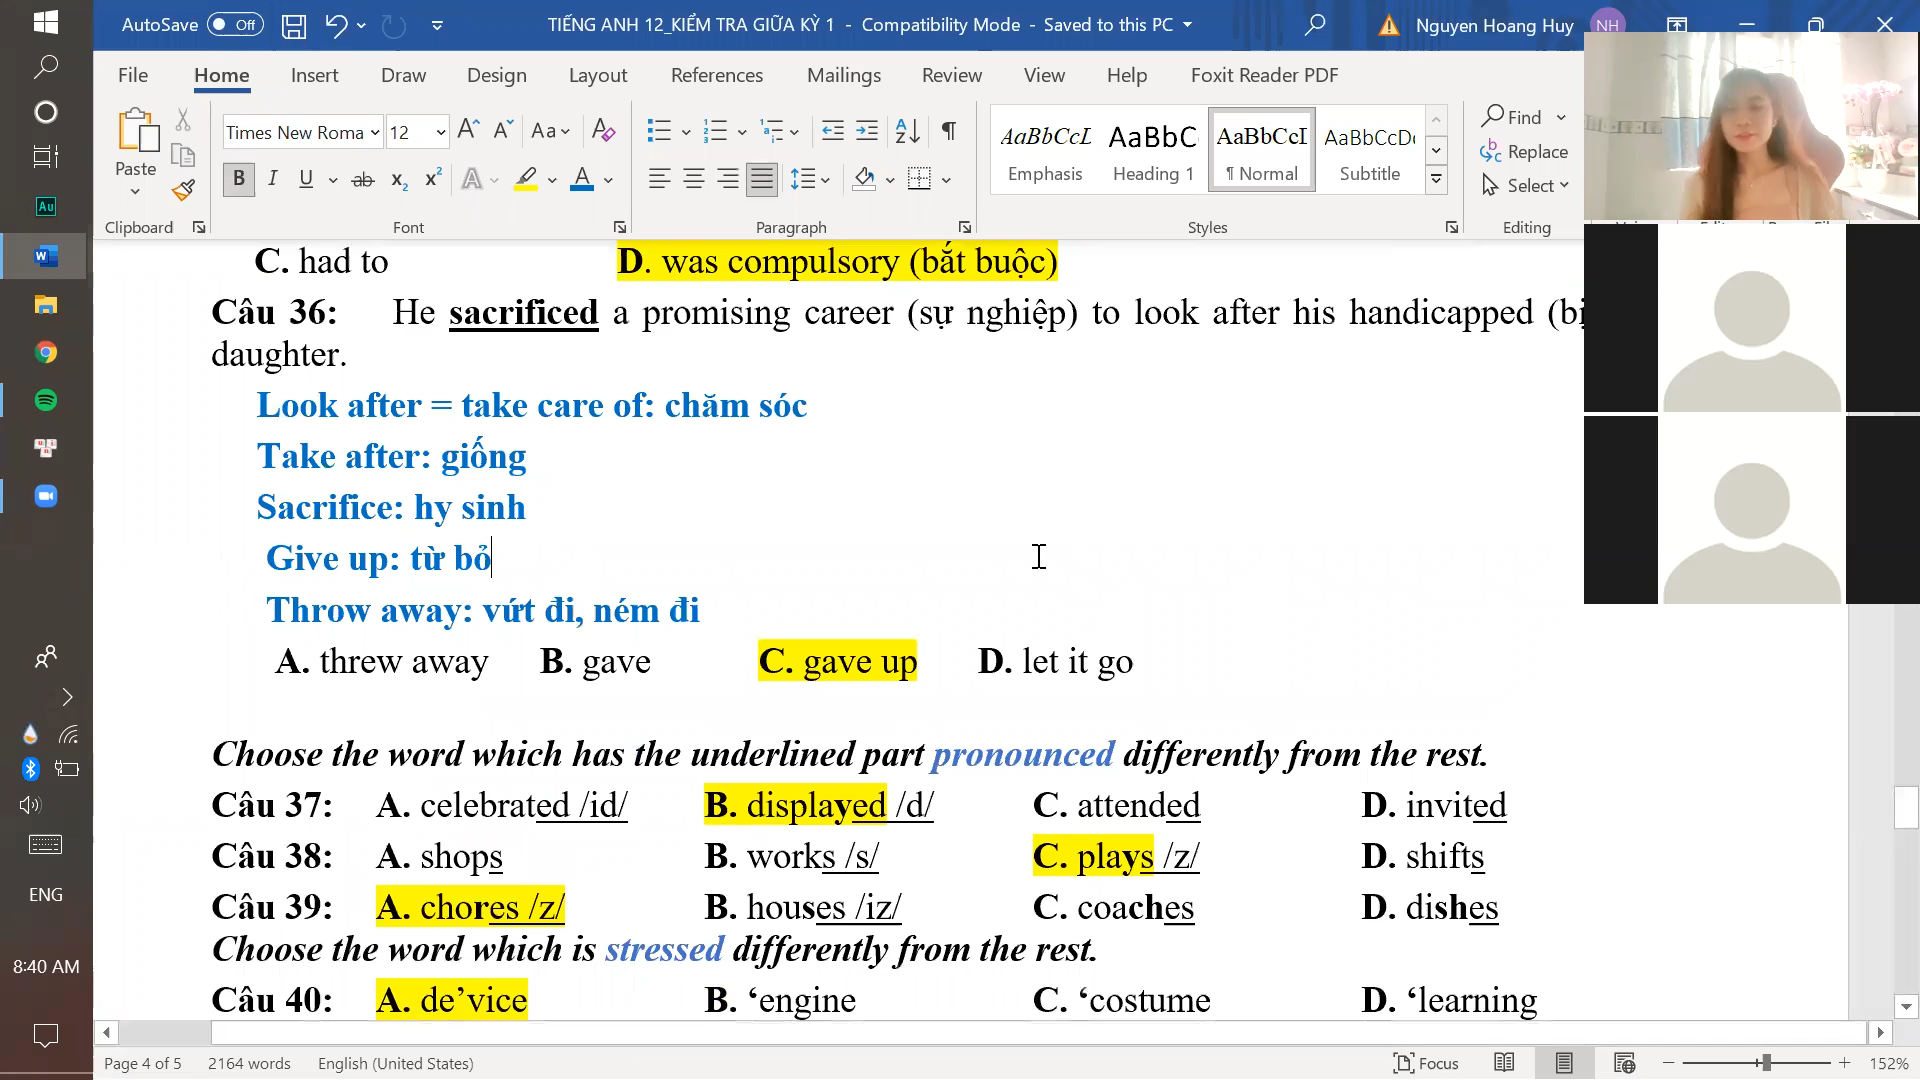 AutoSave Off TIẾNG ANH 12_KIỂM TRA GIỮA KỲ 1 - Compatibility Mode - Saved to this PC Nguyen Hoang Huy NH
File Home Insert Draw Design Layout References Mailings Review View Help Foxit Reader PDF
Paste
Clipboard
Times New Roma 12
Font
Paragraph
AaBbCcL AaBbC AaBbCcI AaBbCcD
Emphasis Heading 1 ¶ Normal Subtitle
Styles
Find
Replace
Select
Editing
C. had to D. was compulsory (bắt buộc)
Câu 36: He sacrificed a promising career (sự nghiệp) to look after his handicapped (bị
daughter.
Look after = take care of: chăm sóc
Take after: giống
Sacrifice: hy sinh
Give up: từ bỏ
Throw away: vứt đi, ném đi
A. threw away B. gave C. gave up D. let it go
Choose the word which has the underlined part pronounced differently from the rest.
Câu 37: A. celebrated /id/ B. displayed /d/ C. attended D. invited
Câu 38: A. shops B. works /s/ C. plays /z/ D. shifts
Câu 39: A. chores /z/ B. houses /iz/ C. coaches D. dishes
Choose the word which is stressed differently from the rest.
Câu 40: A. de’vice B. ‘engine C. ‘costume D. ‘learning
Page 4 of 5 2164 words English (United States) Focus 152%
ENG
8:40 AM